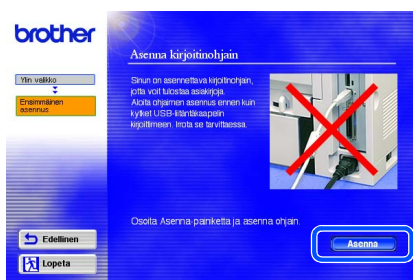 brother
Asenna kirjoitinohjain
Ylin valikko
Ensimmäinen
asennus
Sinun on asennettava kirjoitinohjain,
jotta voit tulostaa asiakirjoja.
Aloita ohjaimen asennus ennen kuin
kytket USB-liitäntäkaapelin
kirjoittimeen. Irrota se tarvittaessa.
Osoita Asenna-painiketta ja asenna ohjain.
Edellinen
Asenna
Lopeta